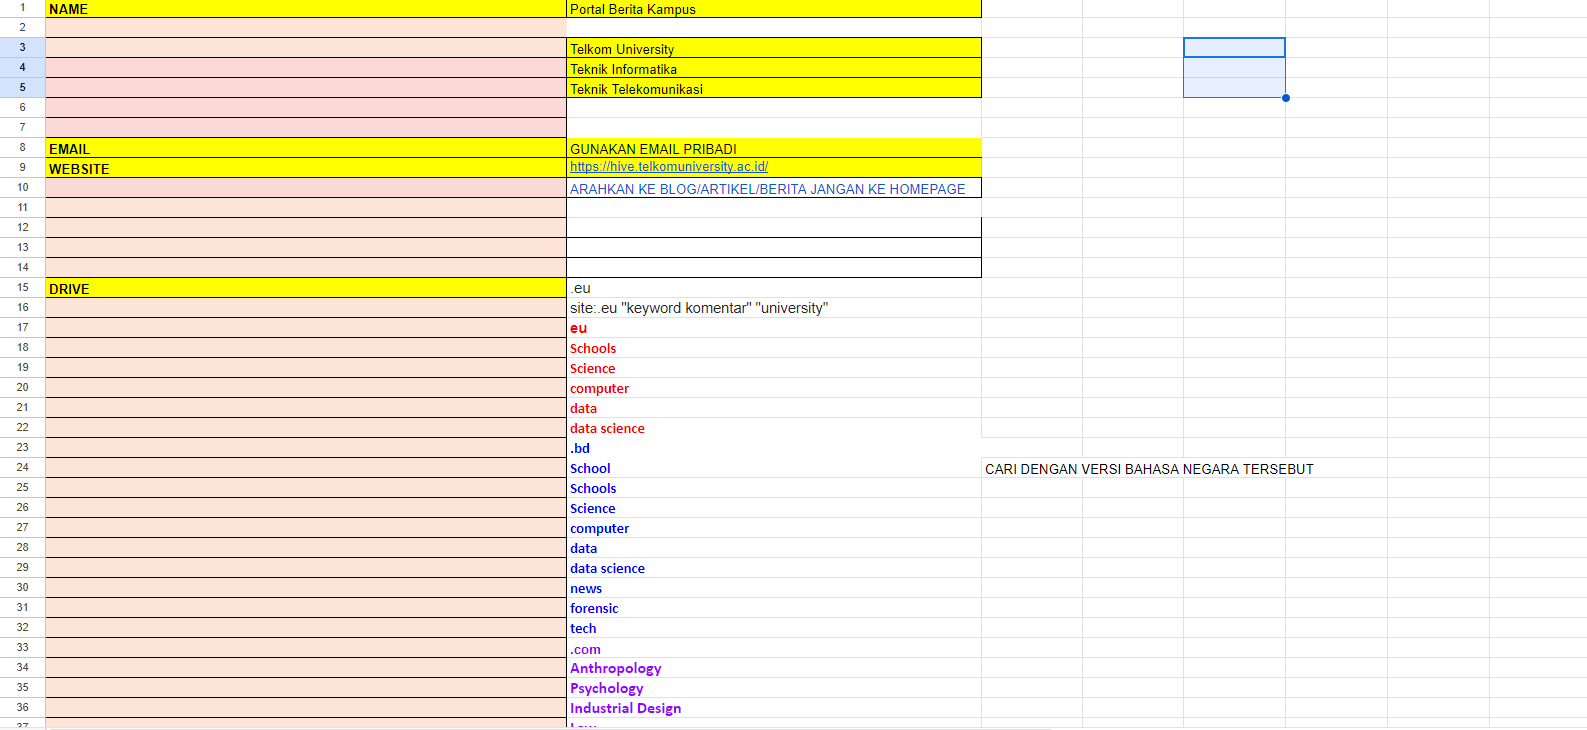 1 NAME Portal Berita Kampus
2
3 Telkom University
4 Teknik Informatika
5 Teknik Telekomunikasi
6
7
8 EMAIL GUNAKAN EMAIL PRIBADI
9 WEBSITE https://hive.telkomuniversity.ac.id/
10 ARAHKAN KE BLOG/ARTIKEL/BERITA JANGAN KE HOMEPAGE
11
12
13
14
15 DRIVE .eu
16 site:.eu "keyword komentar" "university"
17 eu
18 Schools
19 Science
20 computer
21 data
22 data science
23 .bd
24 School CARI DENGAN VERSI BAHASA NEGARA TERSEBUT
25 Schools
26 Science
27 computer
28 data
29 data science
30 news
31 forensic
32 tech
33 .com
34 Anthropology
35 Psychology
36 Industrial Design
37